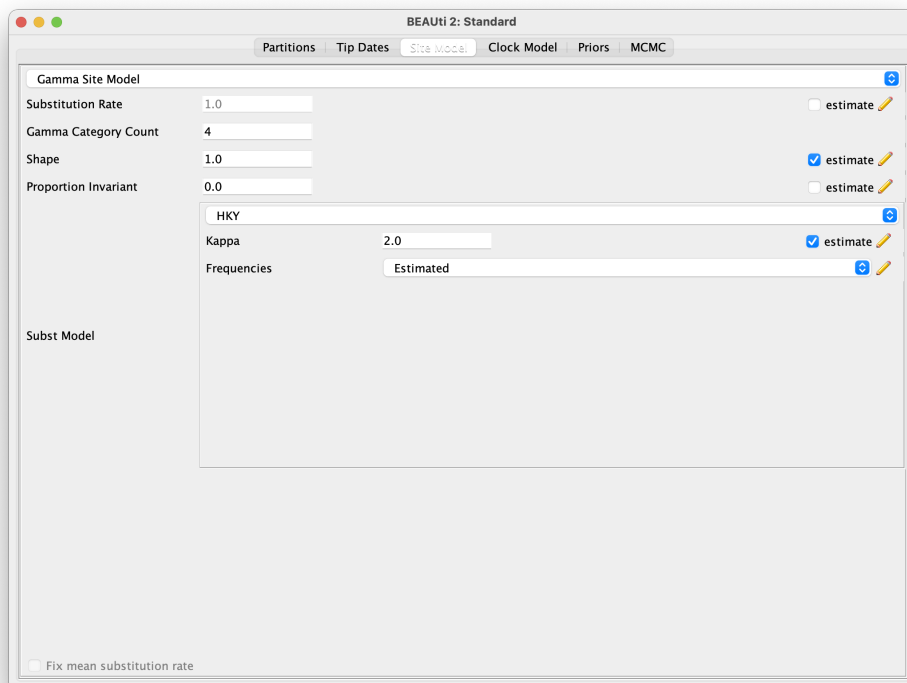 BEAUti 2: Standard
Partitions Tip Dates Site Model Clock Model Priors MCMC
Gamma Site Model
Substitution Rate 1.0 estimate
Gamma Category Count 4
Shape 1.0 estimate
Proportion Invariant 0.0 estimate
HKY
Kappa 2.0 estimate
Frequencies Estimated
Subst Model
Fix mean substitution rate